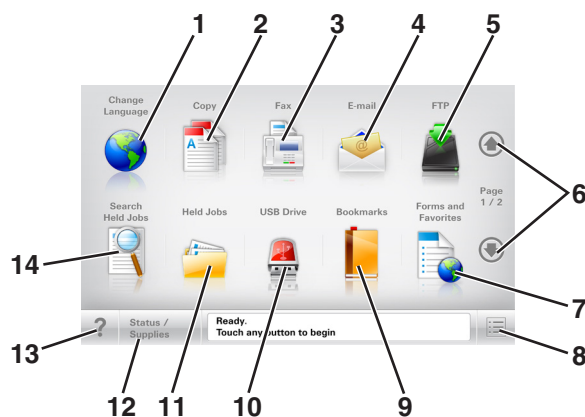 1 2 3 4 5
Change Language
Copy
Fax
E-mail
FTP
A
@
Page 1 / 2
6
Search Held Jobs
Held Jobs
USB Drive
Bookmarks
Forms and Favorites
14
7
?
Status / Supplies
Ready.
Touch any button to begin
13
12
11
10
9
8